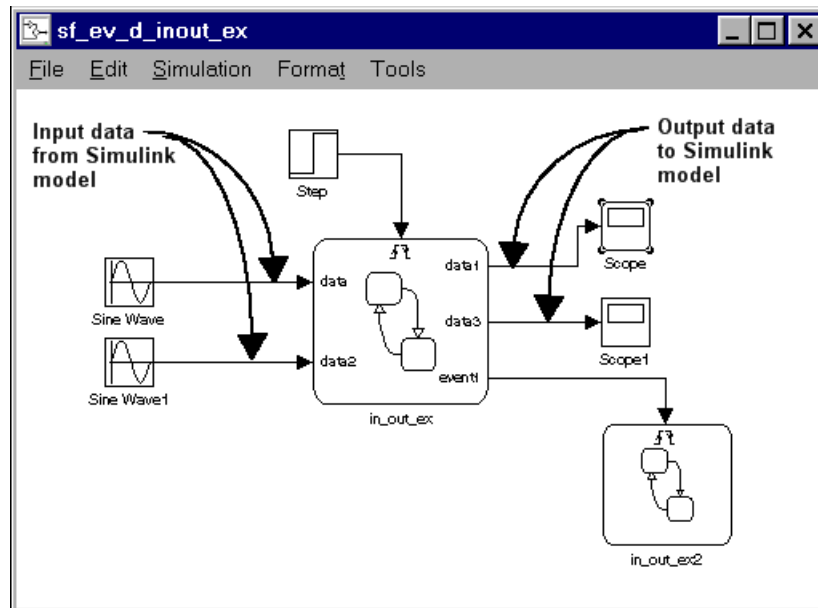 sf_ev_d_inout_ex
File Edit Simulation Format Tools
Input data
from Simulink
model
Output data
to Simulink
model
Step
Scope
data
data1
Sine Wave
data3
Scope1
data2
event1
Sine Wave1
in_out_ex
in_out_ex2